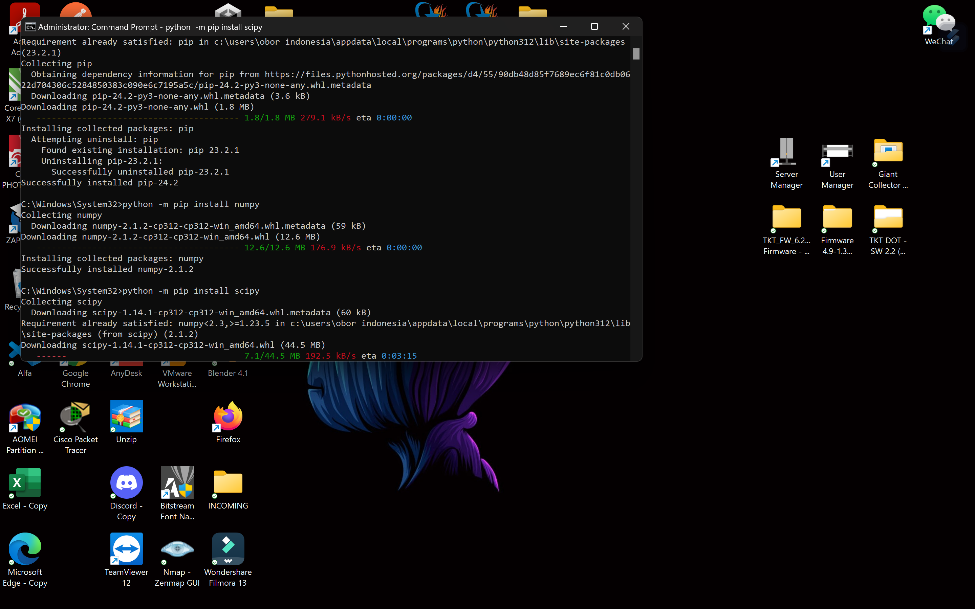 Administrator: Command Prompt - python -m pip install scipy
Requirement already satisfied: pip in c:\users\obor indonesia\appdata\local\programs\python\python312\lib\site-packages
(23.2.1)
Collecting pip
Obtaining dependency information for pip from https://files.pythonhosted.org/packages/d4/55/90db48d85f7689ec6f81c0db06
22d704306c5284850383c090e6c7195a5c/pip-24.2-py3-none-any.whl.metadata
Downloading pip-24.2-py3-none-any.whl.metadata (3.6 kB)
Downloading pip-24.2-py3-none-any.whl (1.8 MB)
---------------------------------------- 1.8/1.8 MB 279.1 kB/s eta 0:00:00
Installing collected packages: pip
Attempting uninstall: pip
Found existing installation: pip 23.2.1
Uninstalling pip-23.2.1:
Successfully uninstalled pip-23.2.1
Successfully installed pip-24.2
C:\Windows\System32>python -m pip install numpy
Collecting numpy
Downloading numpy-2.1.2-cp312-cp312-win_amd64.whl.metadata (59 kB)
Downloading numpy-2.1.2-cp312-cp312-win_amd64.whl (12.6 MB)
12.6/12.6 MB 176.9 kB/s eta 0:00:00
Installing collected packages: numpy
Successfully installed numpy-2.1.2
C:\Windows\System32>python -m pip install scipy
Collecting scipy
Downloading scipy-1.14.1-cp312-cp312-win_amd64.whl.metadata (60 kB)
Requirement already satisfied: numpy<2.3,>=1.23.5 in c:\users\obor indonesia\appdata\local\programs\python\python312\lib
\site-packages (from scipy) (2.1.2)
Downloading scipy-1.14.1-cp312-cp312-win_amd64.whl (44.5 MB)
------ 7.1/44.5 MB 192.5 kB/s eta 0:03:15
WeChat
Server
Manager
User
Manager
Giant
Collector ...
TKT_FW_6.2...
Firmware - ...
Firmware
4.9-1.3...
TKT DOT -
SW 2.2 (...
X7 (
Alfa
Google
Chrome
AnyDesk
VMware
Workstati...
Blender 4.1
AOMEI
Partition ...
Cisco Packet
Tracer
Unzip
Firefox
Excel - Copy
Discord -
Copy
Bitstream
Font Na...
INCOMING
Microsoft
Edge - Copy
TeamViewer
12
Nmap -
Zenmap GUI
Wondershare
Filmora 13